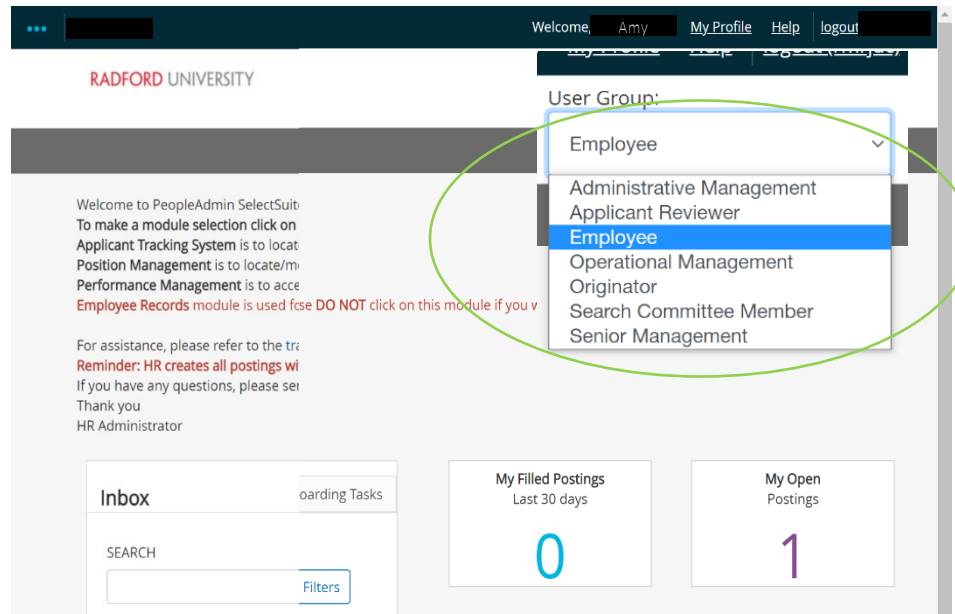 Welcome, Amy My Profile Help logout
RADFORD UNIVERSITY
User Group:
Employee
Administrative Management
Applicant Reviewer
Employee
Operational Management
Originator
Search Committee Member
Senior Management
Welcome to PeopleAdmin SelectSuit
To make a module selection click on
Applicant Tracking System is to locat
Position Management is to locate/m
Performance Management is to acce
Employee Records module is used fcse DO NOT click on this module if you w
For assistance, please refer to the tra
Reminder: HR creates all postings wi
If you have any questions, please ser
Thank you
HR Administrator
Inbox
oarding Tasks
SEARCH
Filters
My Filled Postings
Last 30 days
0
My Open
Postings
1